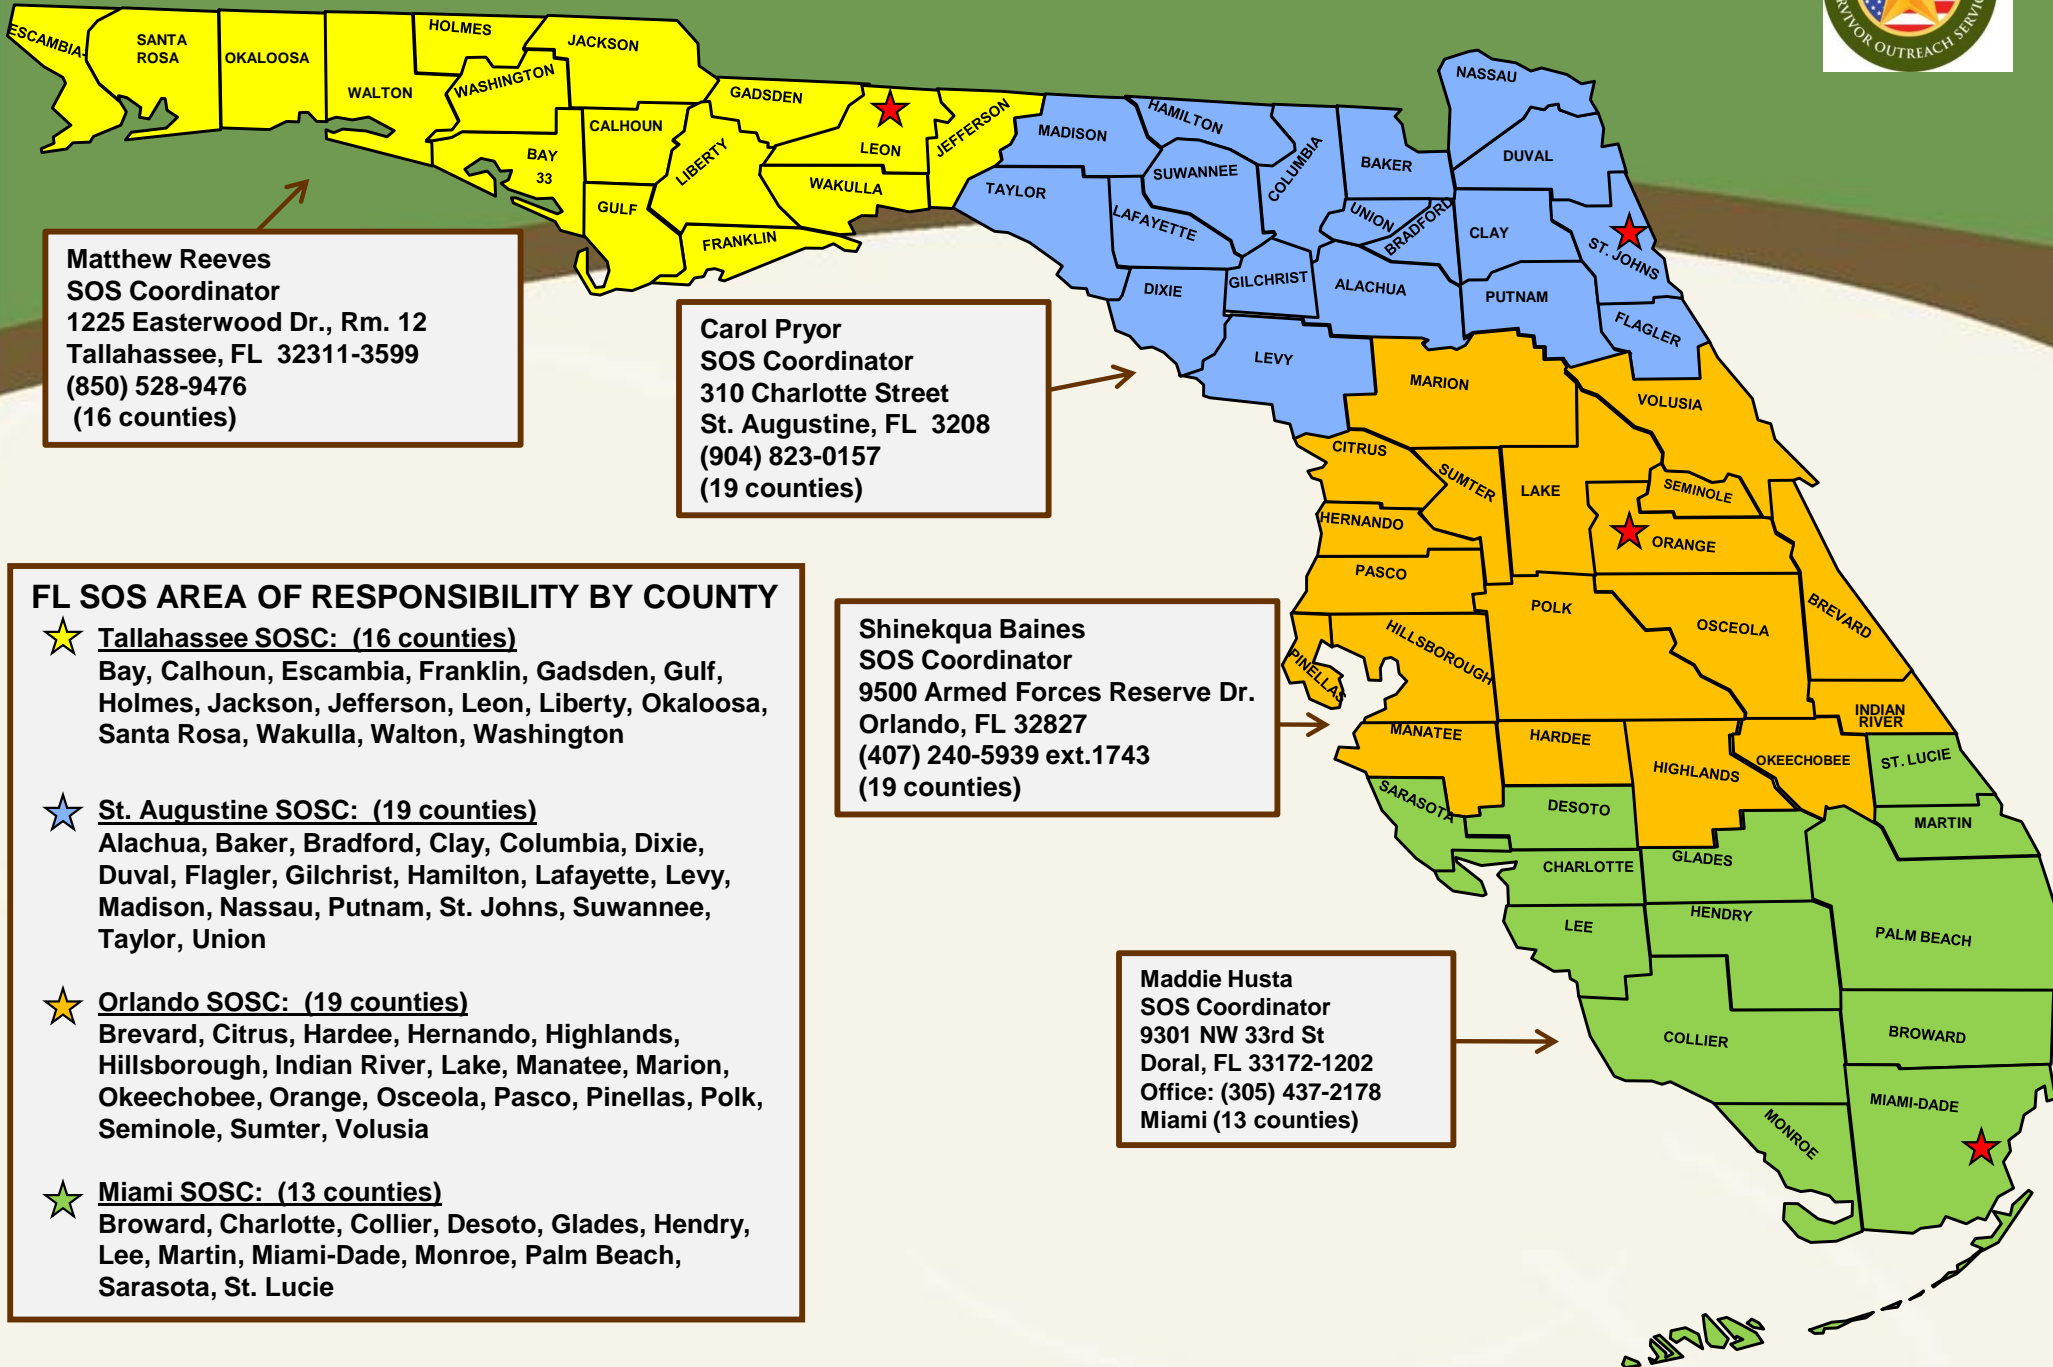 RVIVOR OUTREACH SERVIC
ESCAMBIA
SANTA
ROSA
OKALOOSA
WALTON
HOLMES
WASHINGTON
JACKSON
BAY
33
CALHOUN
GULF
LIBERTY
GADSDEN
FRANKLIN
LEON
WAKULLA
JEFFERSON
MADISON
TAYLOR
HAMILTON
SUWANNEE
LAFAYETTE
DIXIE
COLUMBIA
GILCHRIST
LEVY
BAKER
UNION
BRADFORD
ALACHUA
NASSAU
DUVAL
CLAY
ST. JOHNS
PUTNAM
FLAGLER
MARION
VOLUSIA
CITRUS
SUMTER
LAKE
SEMINOLE
HERNANDO
ORANGE
PASCO
POLK
OSCEOLA
BREVARD
HILLSBOROUGH
PINELLAS
INDIAN
RIVER
MANATEE
HARDEE
HIGHLANDS
OKEECHOBEE
ST. LUCIE
SARASOTA
DESOTO
MARTIN
CHARLOTTE
GLADES
LEE
HENDRY
PALM BEACH
COLLIER
BROWARD
MIAMI-DADE
MONROE
Matthew Reeves
SOS Coordinator
1225 Easterwood Dr., Rm. 12
Tallahassee, FL 32311-3599
(850) 528-9476
(16 counties)
Carol Pryor
SOS Coordinator
310 Charlotte Street
St. Augustine, FL 3208
(904) 823-0157
(19 counties)
Shinekqua Baines
SOS Coordinator
9500 Armed Forces Reserve Dr.
Orlando, FL 32827
(407) 240-5939 ext.1743
(19 counties)
Maddie Husta
SOS Coordinator
9301 NW 33rd St
Doral, FL 33172-1202
Office: (305) 437-2178
Miami (13 counties)
FL SOS AREA OF RESPONSIBILITY BY COUNTY
Tallahassee SOSC: (16 counties)
Bay, Calhoun, Escambia, Franklin, Gadsden, Gulf,
Holmes, Jackson, Jefferson, Leon, Liberty, Okaloosa,
Santa Rosa, Wakulla, Walton, Washington
St. Augustine SOSC: (19 counties)
Alachua, Baker, Bradford, Clay, Columbia, Dixie,
Duval, Flagler, Gilchrist, Hamilton, Lafayette, Levy,
Madison, Nassau, Putnam, St. Johns, Suwannee,
Taylor, Union
Orlando SOSC: (19 counties)
Brevard, Citrus, Hardee, Hernando, Highlands,
Hillsborough, Indian River, Lake, Manatee, Marion,
Okeechobee, Orange, Osceola, Pasco, Pinellas, Polk,
Seminole, Sumter, Volusia
Miami SOSC: (13 counties)
Broward, Charlotte, Collier, Desoto, Glades, Hendry,
Lee, Martin, Miami-Dade, Monroe, Palm Beach,
Sarasota, St. Lucie